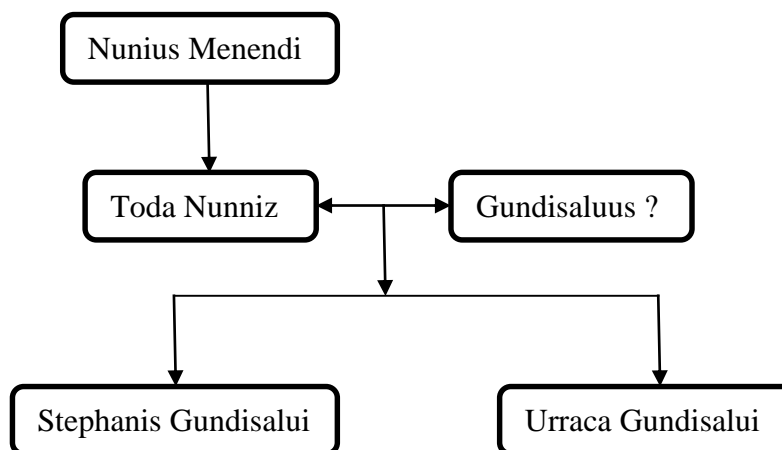 Nunius Menendi
Toda Nunniz
Gundisaluus ?
Stephanis Gundisalui
Urraca Gundisalui